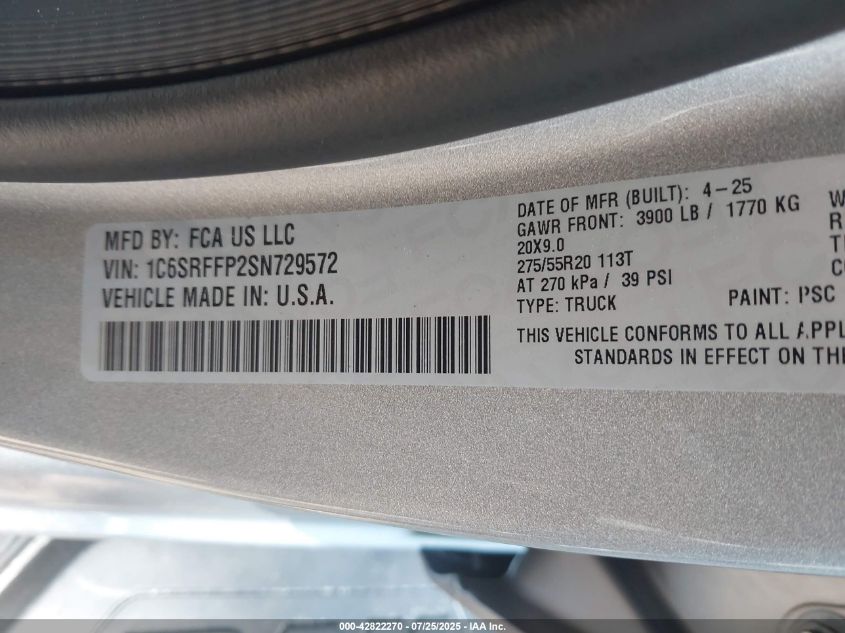 MFD BY: FCA US LLC
VIN: 1C6SRFFP2SN729572
VEHICLE MADE IN: U.S.A.
DATE OF MFR (BUILT): 4-25
GAWR FRONT: 3900 LB / 1770 KG
20X9.0
275/55R20 113T
AT 270 kPa / 39 PSI
TYPE: TRUCK
PAINT: PSC
THIS VEHICLE CONFORMS TO ALL APPL
STANDARDS IN EFFECT ON THE
000-42822270 - 07/25/2025 - IAA, Inc.